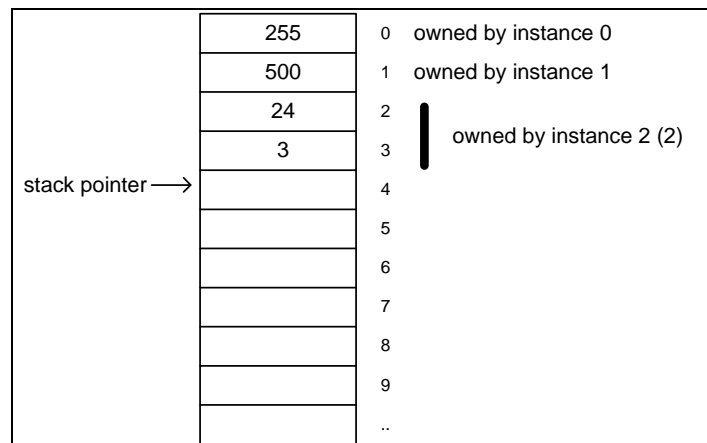 255 0 owned by instance 0
500 1 owned by instance 1
24 2
owned by instance 2 (2)
3 3
stack pointer 4
5
6
7
8
9
..